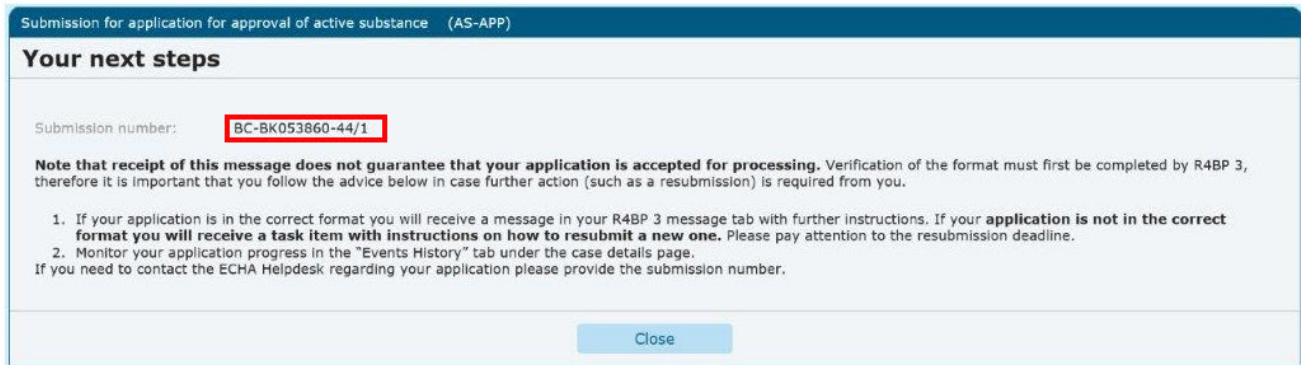 Submission for application for approval of active substance (AS-APP)
Your next steps
Submission number: BC-BK053860-44/1
Note that receipt of this message does not guarantee that your application is accepted for processing. Verification of the format must first be completed by R4BP 3,
therefore it is important that you follow the advice below in case further action (such as a resubmission) is required from you.
1. If your application is in the correct format you will receive a message in your R4BP 3 message tab with further instructions. If your application is not in the correct
format you will receive a task item with instructions on how to resubmit a new one. Please pay attention to the resubmission deadline.
2. Monitor your application progress in the “Events History” tab under the case details page.
If you need to contact the ECHA Helpdesk regarding your application please provide the submission number.
Close